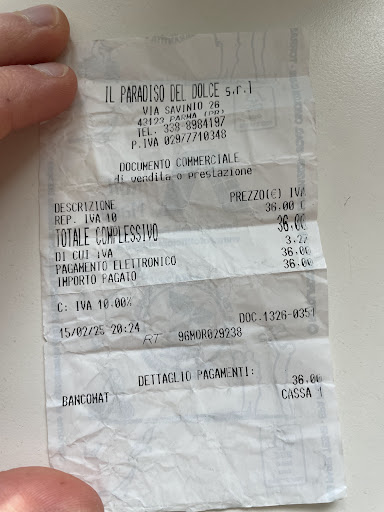 IL PARADISO DEL DOLCE s.r.l
VIA SAVINIO 26
43123 PARMA (PR)
TEL. 338 8984197
P.IVA 02977710348
DOCUMENTO COMMERCIALE
di vendita o prestazione
DESCRIZIONE PREZZO(€) IVA
REP. IVA 10 36.00 C
TOTALE COMPLESSIVO 36.00
DI CUI IVA 3.27
PAGAMENTO ELETTRONICO 36.00
IMPORTO PAGATO 36.00
C: IVA 10.00%
15/02/25 20:24 DOC.1326-0351
RT 96MOR029238
DETTAGLIO PAGAMENTI:
BANCOMAT 36.00
CASSA 1